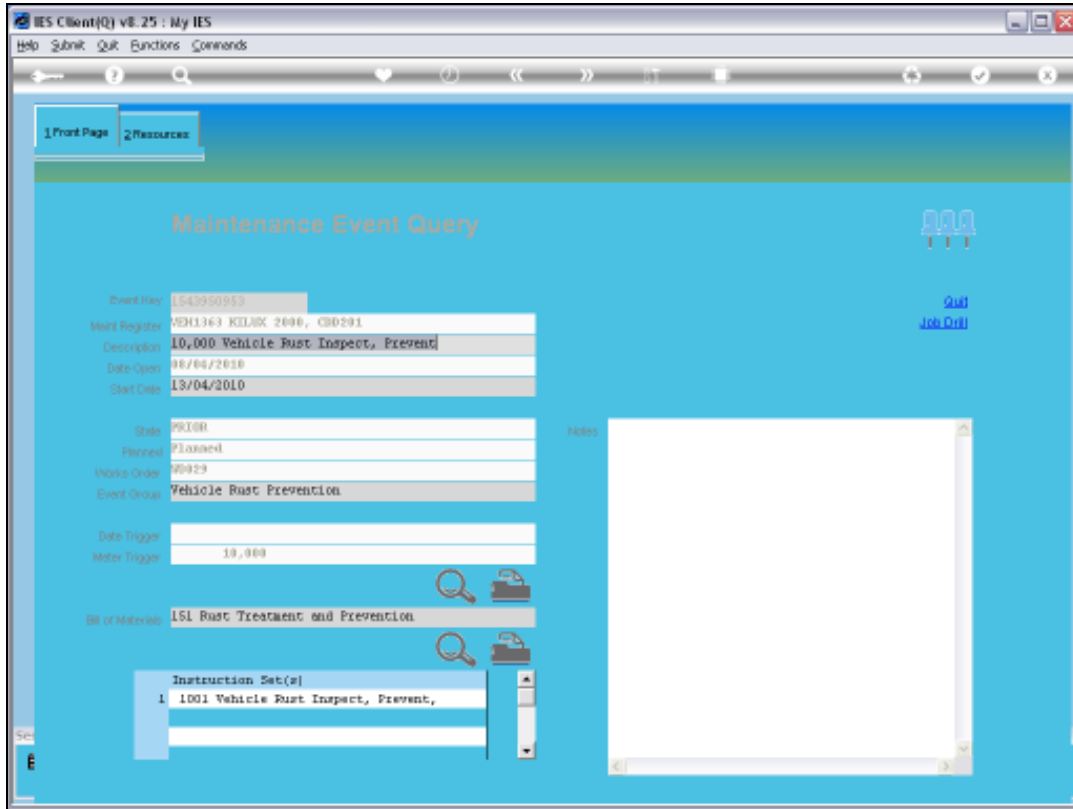 IES Client(Q) v8.25 : My IES
Help Submit Quit Functions Commands
1 Front Page 2 Resources
Maintenance Event Query
Event Key 1543950953
Quit
Maint Register VEH1363 KILUX 2000, CDD201
Job Drill
Description 10,000 Vehicle Rust Inspect, Prevent
Date Open 08/06/2010
Start Date 13/04/2010
State PRIOR
Notes
Planned Planned
Works Order WO029
Event Group Vehicle Rust Prevention
Date Trigger
Meter Trigger 10,000
Bill of Materials 151 Rust Treatment and Prevention
Instruction Set(s)
1 1001 Vehicle Rust Inspect, Prevent,